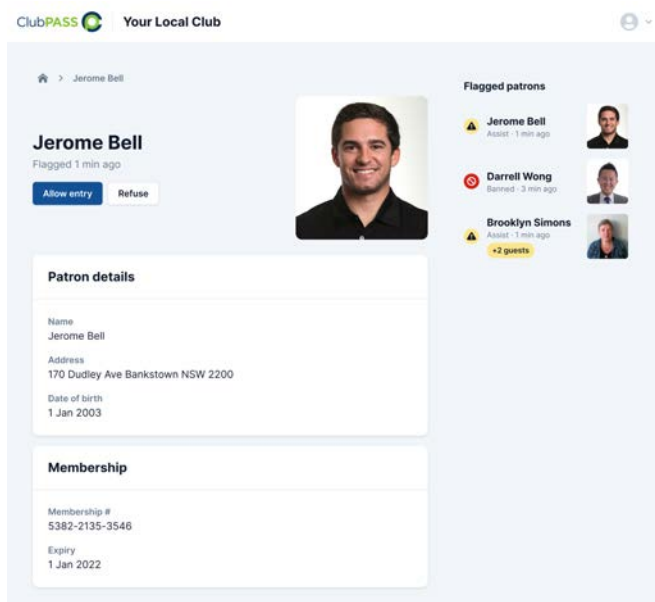 ClubPASS
Your Local Club
Jerome Bell
Jerome Bell
Flagged 1 min ago
Allow entry
Refuse
Patron details
Name
Jerome Bell
Address
170 Dudley Ave Bankstown NSW 2200
Date of birth
1 Jan 2003
Membership
Membership #
5382-2135-3546
Expiry
1 Jan 2022
Flagged patrons
Jerome Bell
Assist · 1 min ago
Darrell Wong
Banned · 3 min ago
Brooklyn Simons
Assist · 1 min ago
+2 guests